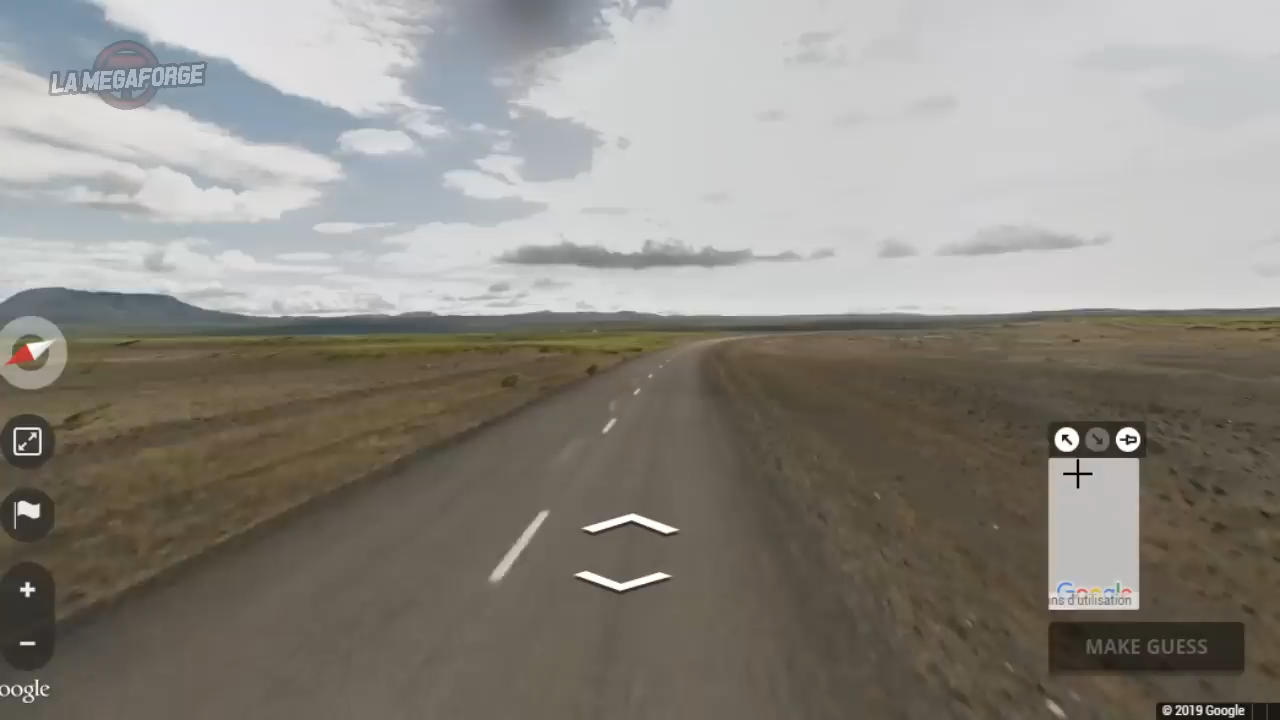 LA MEGAFORGE
Google
ns d'utilisation
MAKE GUESS
oogle
© 2019 Google